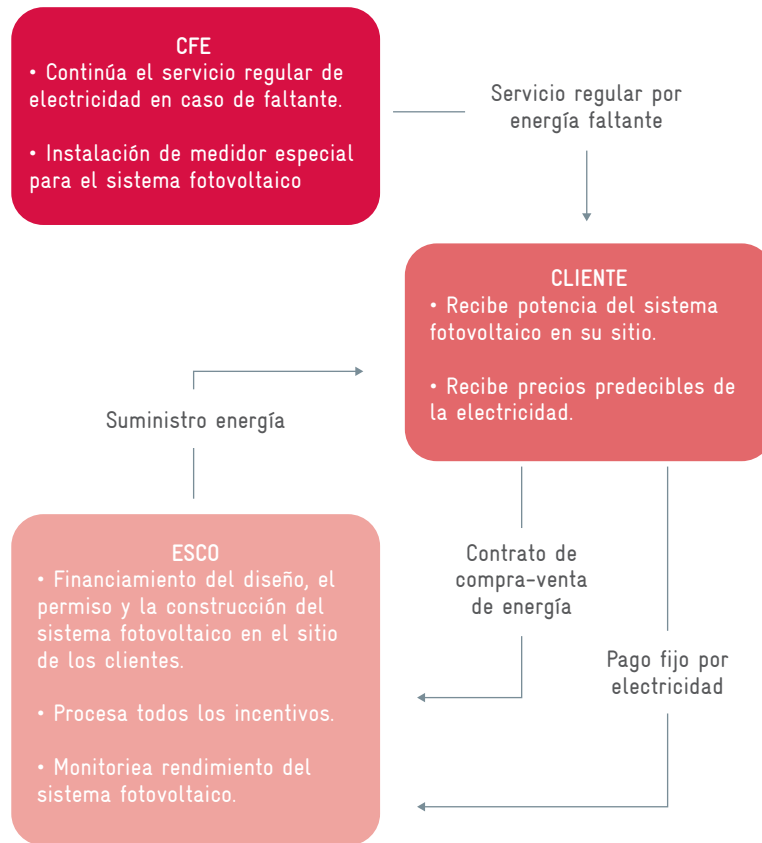 CFE
• Continúa el servicio regular de
electricidad en caso de faltante.
• Instalación de medidor especial
para el sistema fotovoltaico
Servicio regular por
energía faltante
CLIENTE
• Recibe potencia del sistema
fotovoltaico en su sitio.
• Recibe precios predecibles de
la electricidad.
Suministro energía
ESCO
• Financiamiento del diseño, el
permiso y la construcción del
sistema fotovoltaico en el sitio
de los clientes.
• Procesa todos los incentivos.
• Monitoriea rendimiento del
sistema fotovoltaico.
Contrato de
compra-venta
de energía
Pago fijo por
electricidad